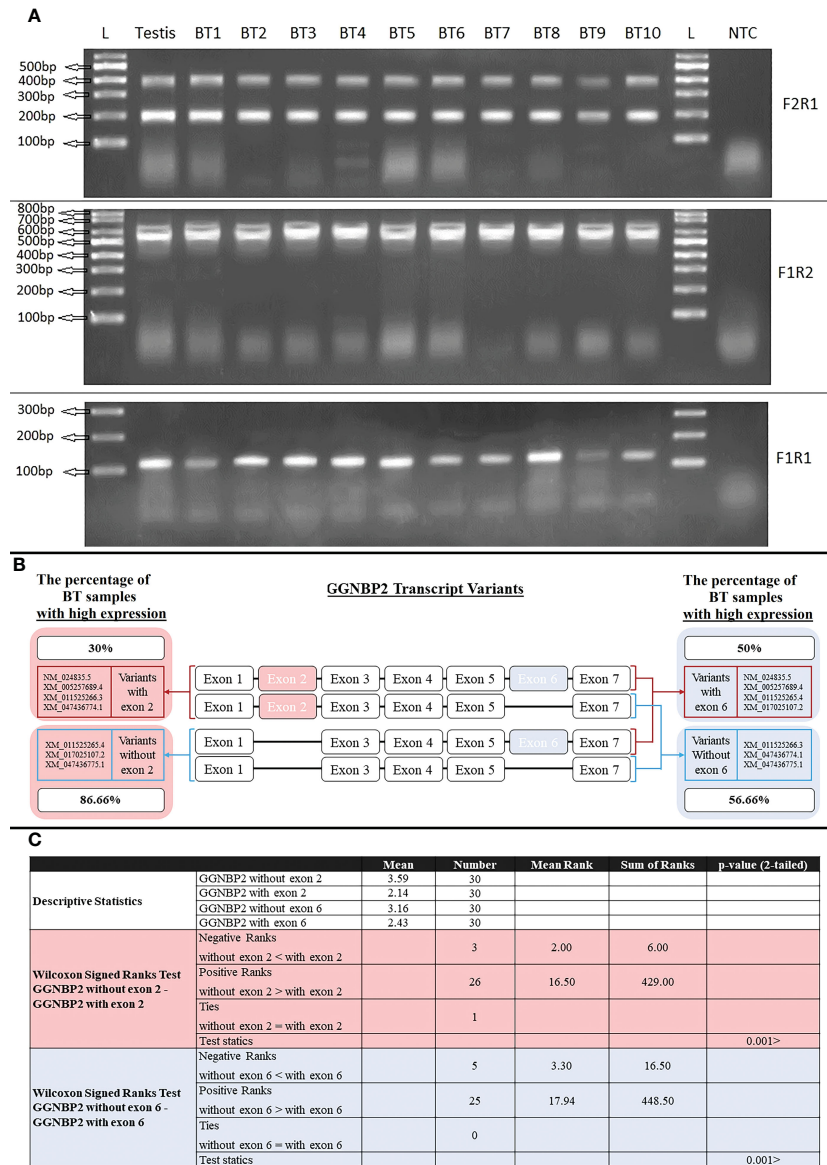 A
L Testis BT1 BT2 BT3 BT4 BT5 BT6 BT7 BT8 BT9 BT10 L NTC
500bp
400bp
300bp
200bp
100bp
F2R1
800bp
700bp
600bp
500bp
400bp
300bp
200bp
100bp
F1R2
300bp
200bp
100bp
F1R1
B
The percentage of
BT samples
with high expression
GGNBP2 Transcript Variants
The percentage of
BT samples
with high expression
30%
50%
NM_024835.5
XM_005257689.4
XM_011525266.3
XM_047436774.1
Variants
with
exon 2
Exon 1 Exon 2 Exon 3 Exon 4 Exon 5 Exon 6 Exon 7
Exon 1 Exon 2 Exon 3 Exon 4 Exon 5 Exon 7
Variants
with
exon 6
NM_024835.5
XM_005257689.4
XM_011525265.4
XM_017025107.2
XM_011525265.4
XM_017025107.2
XM_047436775.1
Variants
without
exon 2
Exon 1 Exon 3 Exon 4 Exon 5 Exon 6 Exon 7
Exon 1 Exon 3 Exon 4 Exon 5 Exon 7
Variants
Without
exon 6
XM_011525266.3
XM_047436774.1
XM_047436775.1
86.66%
56.66%
C
Mean Number Mean Rank Sum of Ranks p-value (2-tailed)
Descriptive Statistics
GGNBP2 without exon 2 3.59 30
GGNBP2 with exon 2 2.14 30
GGNBP2 without exon 6 3.16 30
GGNBP2 with exon 6 2.43 30
Wilcoxon Signed Ranks Test
GGNBP2 without exon 2 -
GGNBP2 with exon 2
Negative Ranks
without exon 2 < with exon 2 3 2.00 6.00
Positive Ranks
without exon 2 > with exon 2 26 16.50 429.00
Ties
without exon 2 = with exon 2 1
Test statics 0.001>
Wilcoxon Signed Ranks Test
GGNBP2 without exon 6 -
GGNBP2 with exon 6
Negative Ranks
without exon 6 < with exon 6 5 3.30 16.50
Positive Ranks
without exon 6 > with exon 6 25 17.94 448.50
Ties
without exon 6 = with exon 6 0
Test statics 0.001>